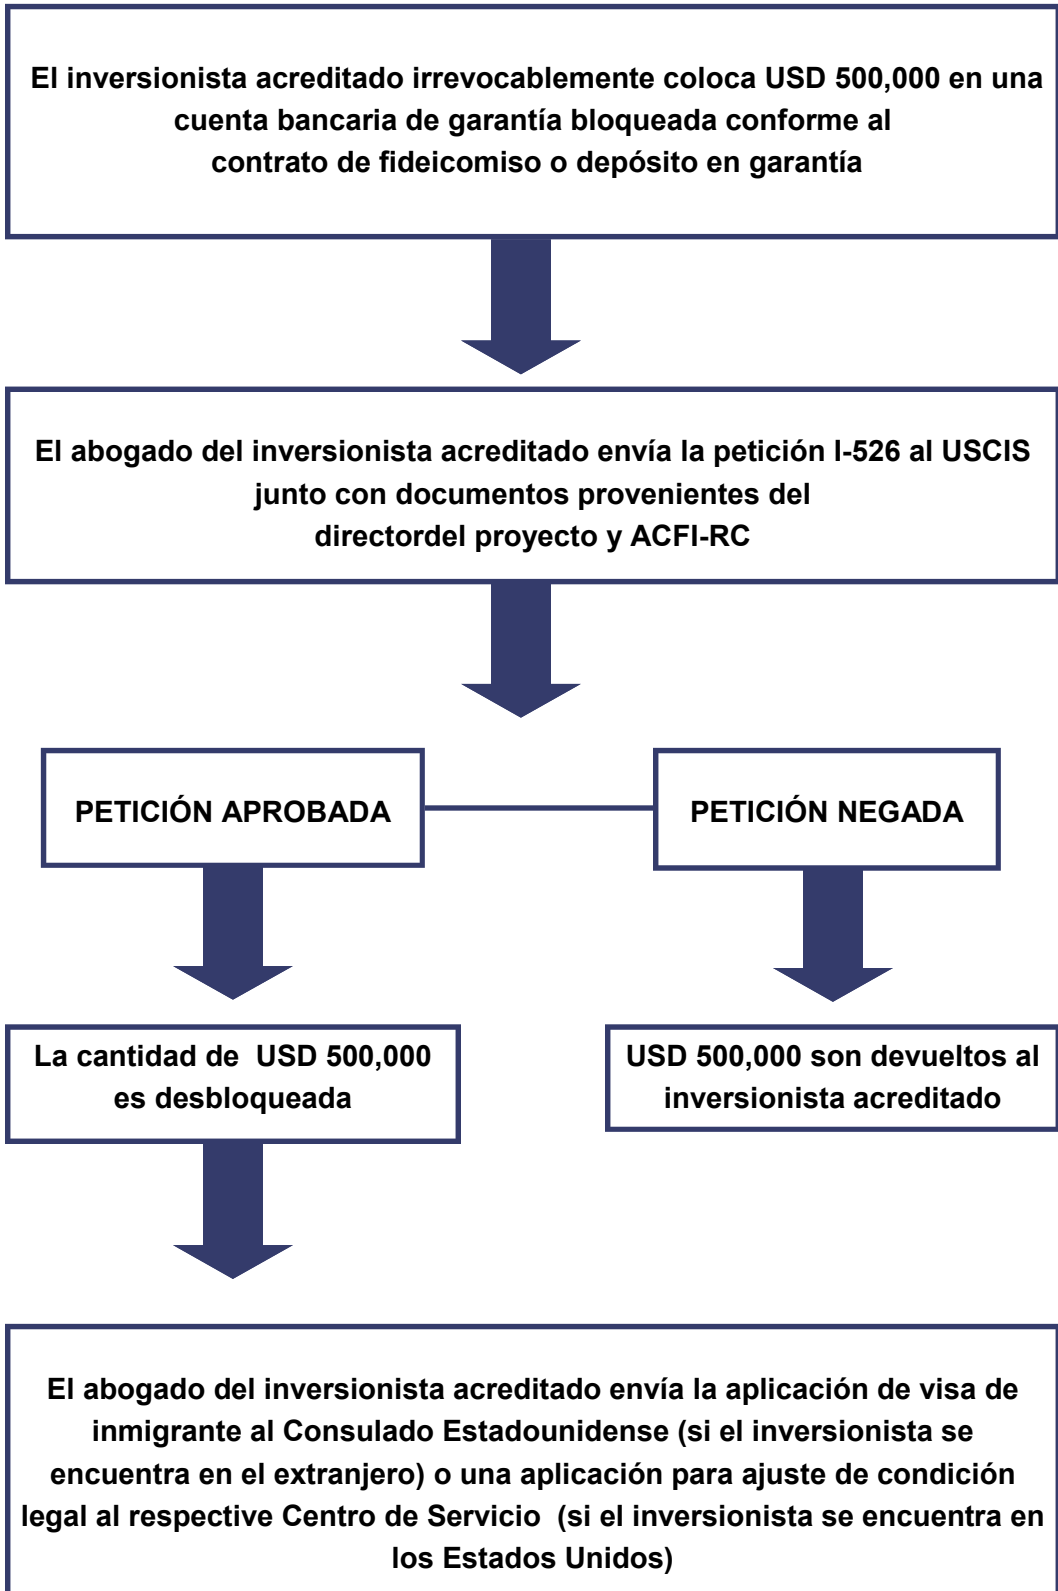 El inversionista acreditado irrevocablemente coloca USD 500,000 en una
cuenta bancaria de garantía bloqueada conforme al
contrato de fideicomiso o depósito en garantía
El abogado del inversionista acreditado envía la petición I-526 al USCIS
junto con documentos provenientes del
directordel proyecto y ACFI-RC
PETICIÓN APROBADA
PETICIÓN NEGADA
La cantidad de  USD 500,000
es desbloqueada
USD 500,000 son devueltos al
inversionista acreditado
El abogado del inversionista acreditado envía la aplicación de visa de
inmigrante al Consulado Estadounidense (si el inversionista se
encuentra en el extranjero) o una aplicación para ajuste de condición
legal al respective Centro de Servicio  (si el inversionista se encuentra en
los Estados Unidos)